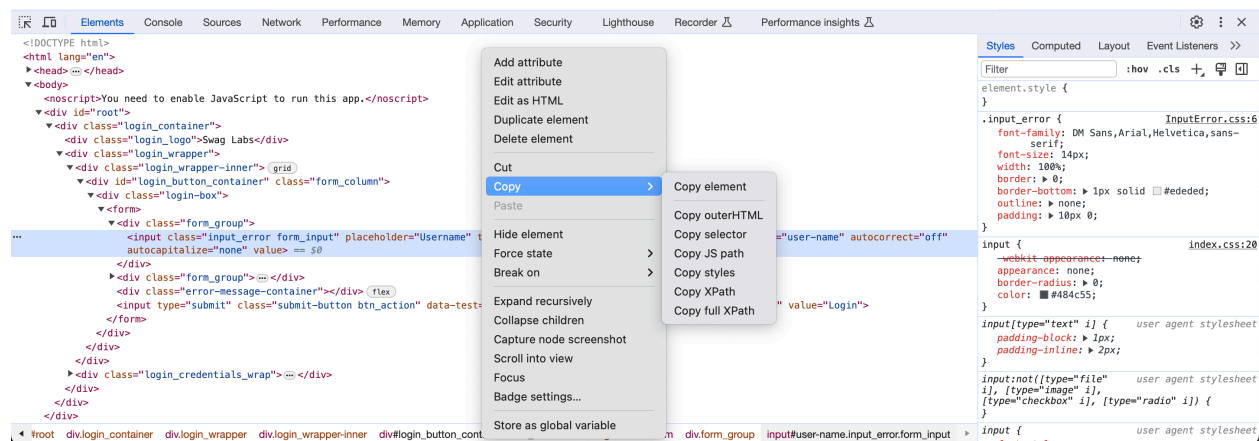 Elements Console Sources Network Performance Memory Application Security Lighthouse Recorder Performance insights
<!DOCTYPE html>
<html lang="en">
<head> ⋯ </head>
<body>
<noscript>You need to enable JavaScript to run this app.</noscript>
<div id="root">
<div class="login_container">
<div class="login_logo">Swag Labs</div>
<div class="login_wrapper">
<div class="login_wrapper-inner"> grid
<div id="login_button_container" class="form_column">
<div class="login-box">
<form>
<div class="form_group">
<input class="input_error form_input" placeholder="Username" t ="user-name" autocorrect="off"
autocapitalize="none" value> == $0
</div>
<div class="form_group"> ⋯ </div>
<div class="error-message-container"></div> flex
<input type="submit" class="submit-button btn_action" data-test= " value="Login">
</form>
</div>
</div>
</div>
<div class="login_credentials_wrap"> ⋯ </div>
</div>
</div>
</div>
#root div.login_container div.login_wrapper div.login_wrapper-inner div#login_button_cont m div.form_group input#user-name.input_error.form_input
Add attribute
Edit attribute
Edit as HTML
Duplicate element
Delete element
Cut
Copy
Paste
Hide element
Force state
Break on
Expand recursively
Collapse children
Capture node screenshot
Scroll into view
Focus
Badge settings...
Store as global variable
Copy element
Copy outerHTML
Copy selector
Copy JS path
Copy styles
Copy XPath
Copy full XPath
Styles Computed Layout Event Listeners
Filter :hov .cls
element.style {
}
.input_error { InputError.css:6
font-family: DM Sans,Arial,Helvetica,sans-
serif;
font-size: 14px;
width: 100%;
border: 0;
border-bottom: 1px solid #ededed;
outline: none;
padding: 10px 0;
}
input { index.css:20
-webkit-appearance: none;
appearance: none;
border-radius: 0;
color: #484c55;
}
input[type="text" i] { user agent stylesheet
padding-block: 1px;
padding-inline: 2px;
}
input:not([type="file" user agent stylesheet
i], [type="image" i],
[type="checkbox" i], [type="radio" i]) {
}
input { user agent stylesheet